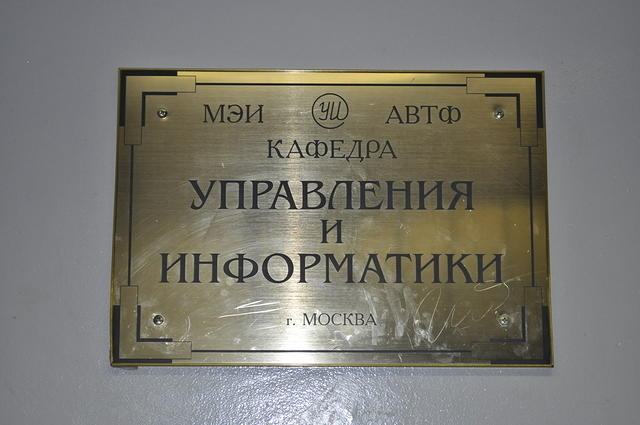 МЭИ УИ АВТФ
КАФЕДРА
УПРАВЛЕНИЯ
И
ИНФОРМАТИКИ
г. МОСКВА